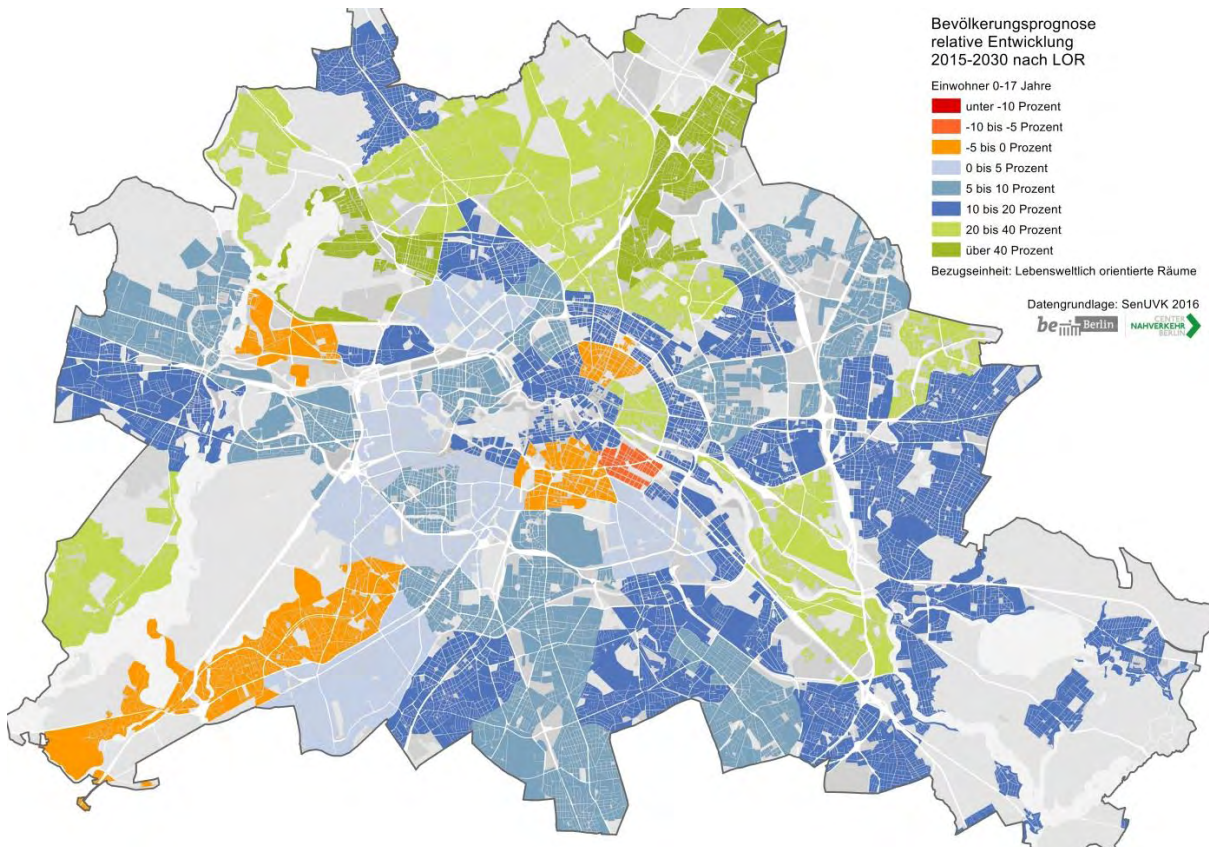 Bevölkerungsprognose
relative Entwicklung
2015-2030 nach LOR
Einwohner 0-17 Jahre
unter -10 Prozent
-10 bis -5 Prozent
-5 bis 0 Prozent
0 bis 5 Prozent
5 bis 10 Prozent
10 bis 20 Prozent
20 bis 40 Prozent
über 40 Prozent
Bezugseinheit: Lebensweltlich orientierte Räume
Datengrundlage: SenUVK 2016
be Berlin
CENTER
NAHVERKEHR
BERLIN